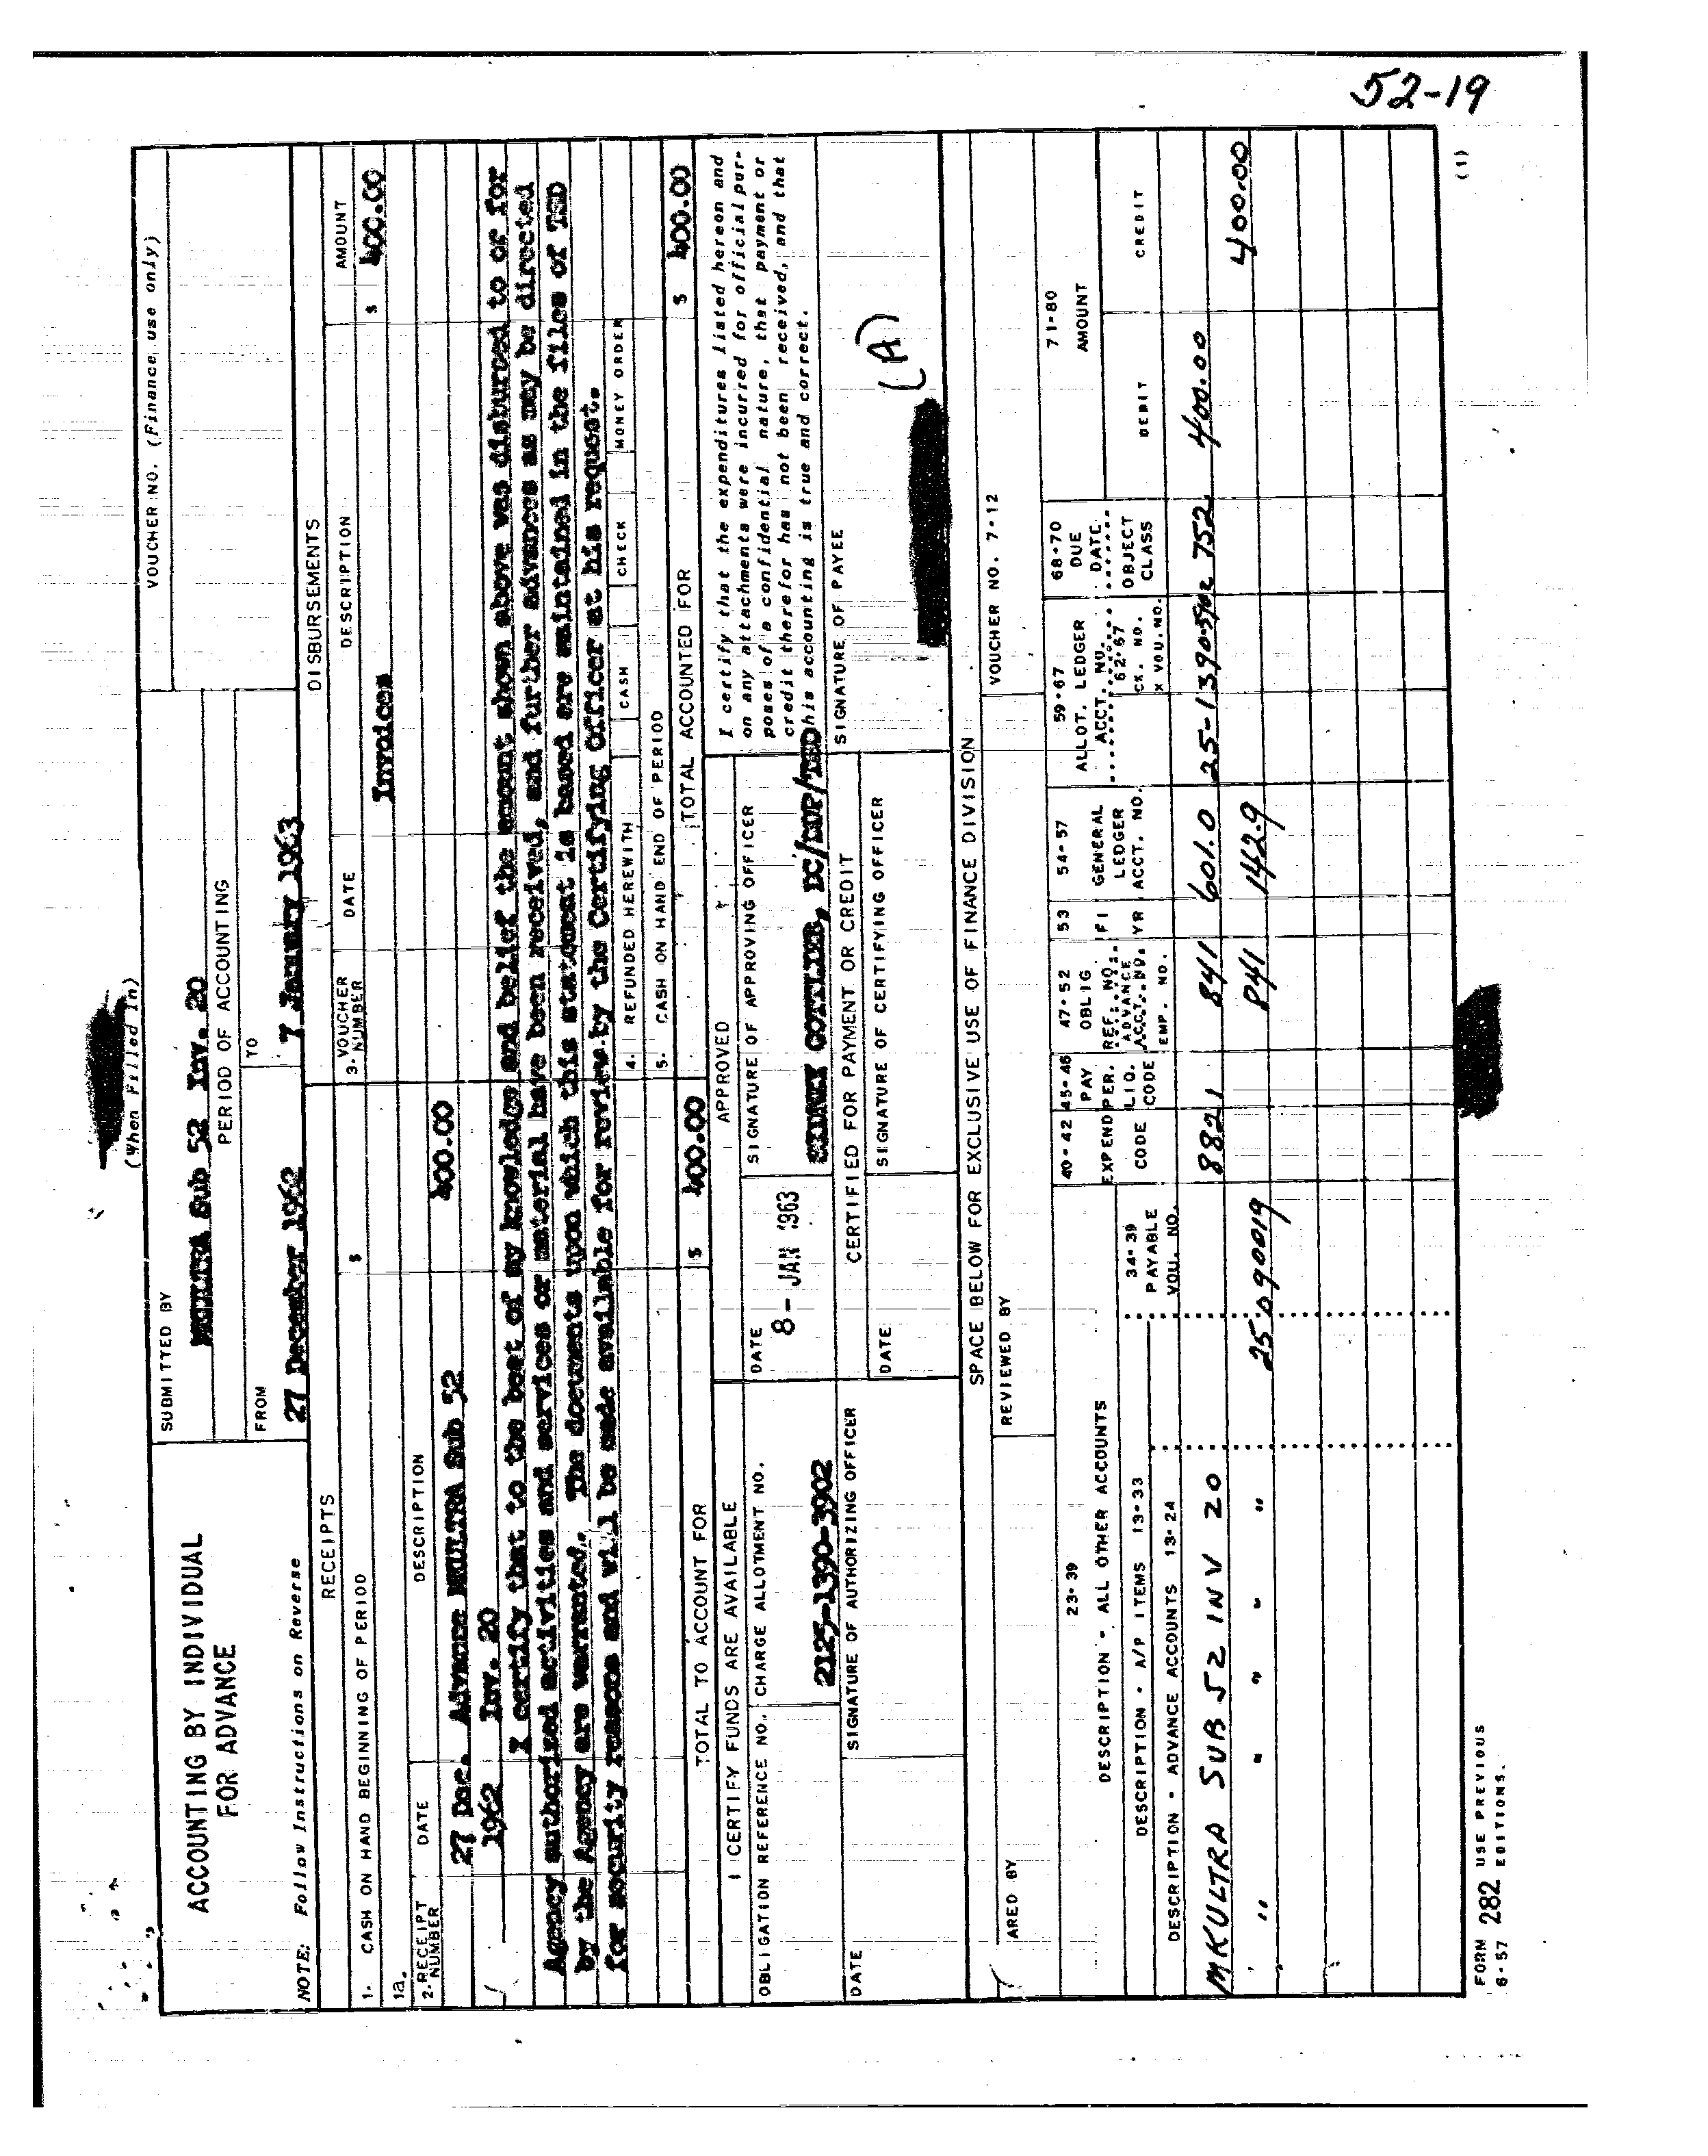 52-19
(When Filled In)
ACCOUNTING BY INDIVIDUAL
FOR ADVANCE
NOTE: Follow Instructions on Reverse
SUBMITTED BY
MKULTRA Sub 52 Inv. 20
VOUCHER NO. (Finance use only)
PERIOD OF ACCOUNTING
FROM
27 December 1962
TO
7 January 1963
RECEIPTS
DISBURSEMENTS
1. CASH ON HAND BEGINNING OF PERIOD
$
3. VOUCHER NUMBER
DATE
DESCRIPTION
AMOUNT
1a.
Invoices
$ 400.00
2. RECEIPT NUMBER
DATE
DESCRIPTION
27 Dec. Advance MKULTRA Sub 52 400.00
1962 Inv. 20
I certify that to the best of my knowledge and belief the amount shown above was disbursed to or for
Agency authorized activities and services or material have been received, and further advances as may be directed
by the Agency are warranted. The documents upon which this statement is based are maintained in the files of TSD
for security reasons and will be made available for review by the Certifying Officer at his request.
4. REFUNDED HEREWITH
CASH
CHECK
MONEY ORDER
5. CASH ON HAND END OF PERIOD
TOTAL TO ACCOUNT FOR
$ 400.00
TOTAL ACCOUNTED FOR
$ 400.00
I CERTIFY FUNDS ARE AVAILABLE
OBLIGATION REFERENCE NO.
CHARGE ALLOTMENT NO.
2125-1390-3902
DATE
SIGNATURE OF AUTHORIZING OFFICER
APPROVED
DATE
8- JAN 1963
SIGNATURE OF APPROVING OFFICER
SIDNEY GOTTLIEB, DC/DDP/TSD
CERTIFIED FOR PAYMENT OR CREDIT
DATE
SIGNATURE OF CERTIFYING OFFICER
I certify that the expenditures listed hereon and
on any attachments were incurred for official pur-
poses of a confidential nature, that payment or
credit therefor has not been received, and that
this accounting is true and correct.
SIGNATURE OF PAYEE
(A)
SPACE BELOW FOR EXCLUSIVE USE OF FINANCE DIVISION
ARED BY
REVIEWED BY
VOUCHER NO. 7-12
23-39
DESCRIPTION - ALL OTHER ACCOUNTS
DESCRIPTION - A/P ITEMS 13-33
DESCRIPTION - ADVANCE ACCOUNTS 13-24
34-39
PAYABLE
VOU. NO.
40-42
EXPEND
CODE
45-46
PAY
PER.
LIQ.
CODE
47-52
OBLIG
REF. NO.
ADVANCE
ACCT. NO.
EMP. NO.
53
FI
YR
54-57
GENERAL
LEDGER
ACCT. NO.
59-67
ALLOT. LEDGER
ACCT. NO.
62-67
CK. NO.
X VOU. NO.
68-70
DUE
DATE
OBJECT
CLASS
71-80
AMOUNT
DEBIT
CREDIT
MKULTRA SUB 52 INV 20 8821 841 601.0 25-1390-3902 752 400.00
" " " " " 25 090019 841 142.9 400.00
FORM 282 USE PREVIOUS
6-57 EDITIONS.
(1)